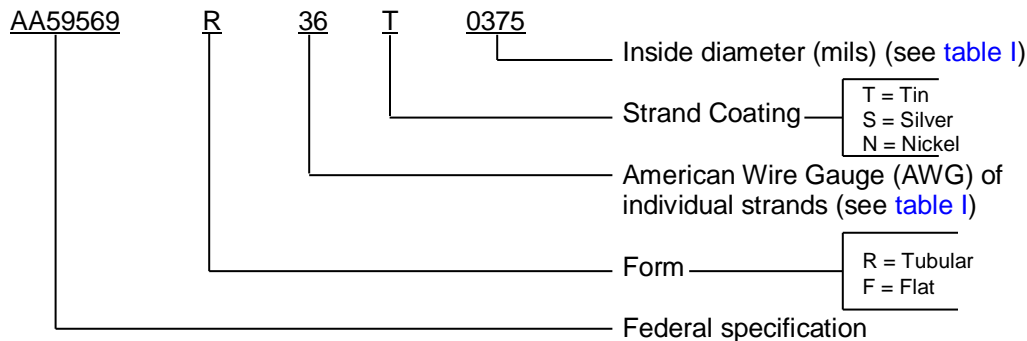 AA59569 R 36 T 0375
Inside diameter (mils) (see table I)
Strand Coating
T = Tin
S = Silver
N = Nickel
American Wire Gauge (AWG) of
individual strands (see table I)
Form
R = Tubular
F = Flat
Federal specification